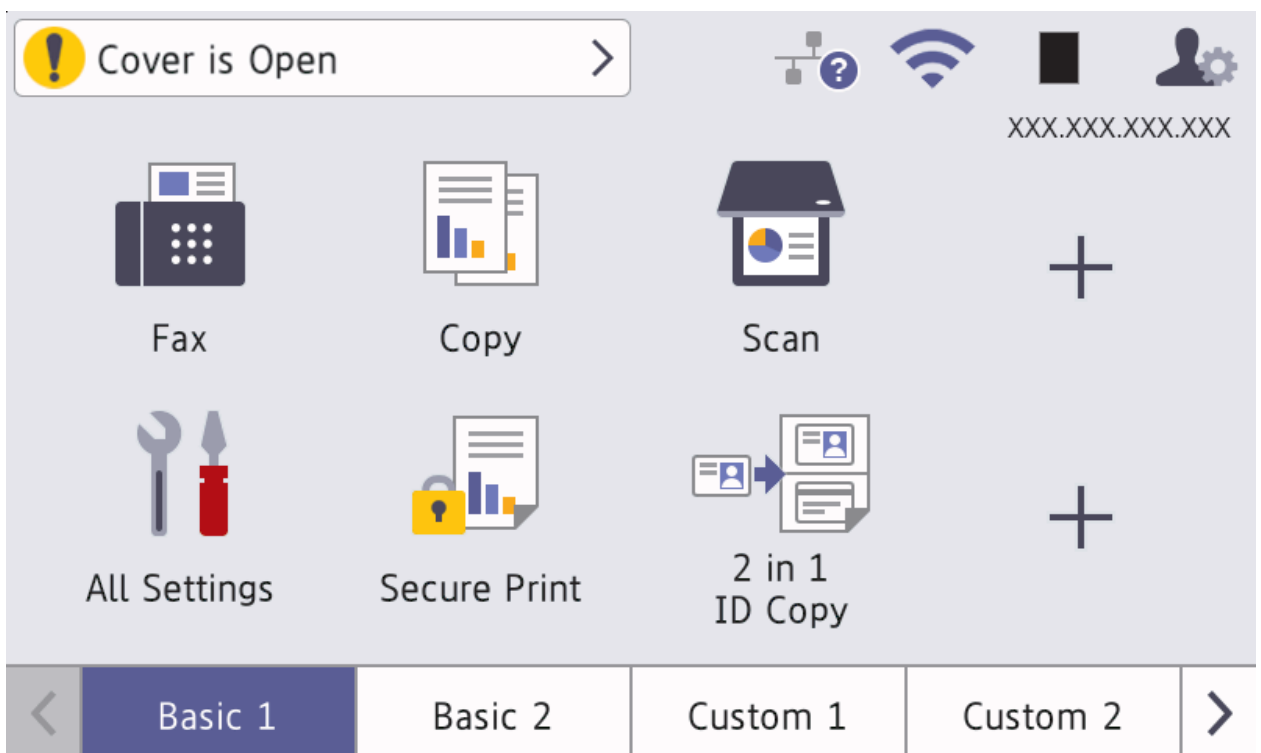 Cover is Open
XXX.XXX.XXX.XXX
Fax
Copy
Scan
All Settings
Secure Print
2 in 1
ID Copy
Basic 1
Basic 2
Custom 1
Custom 2